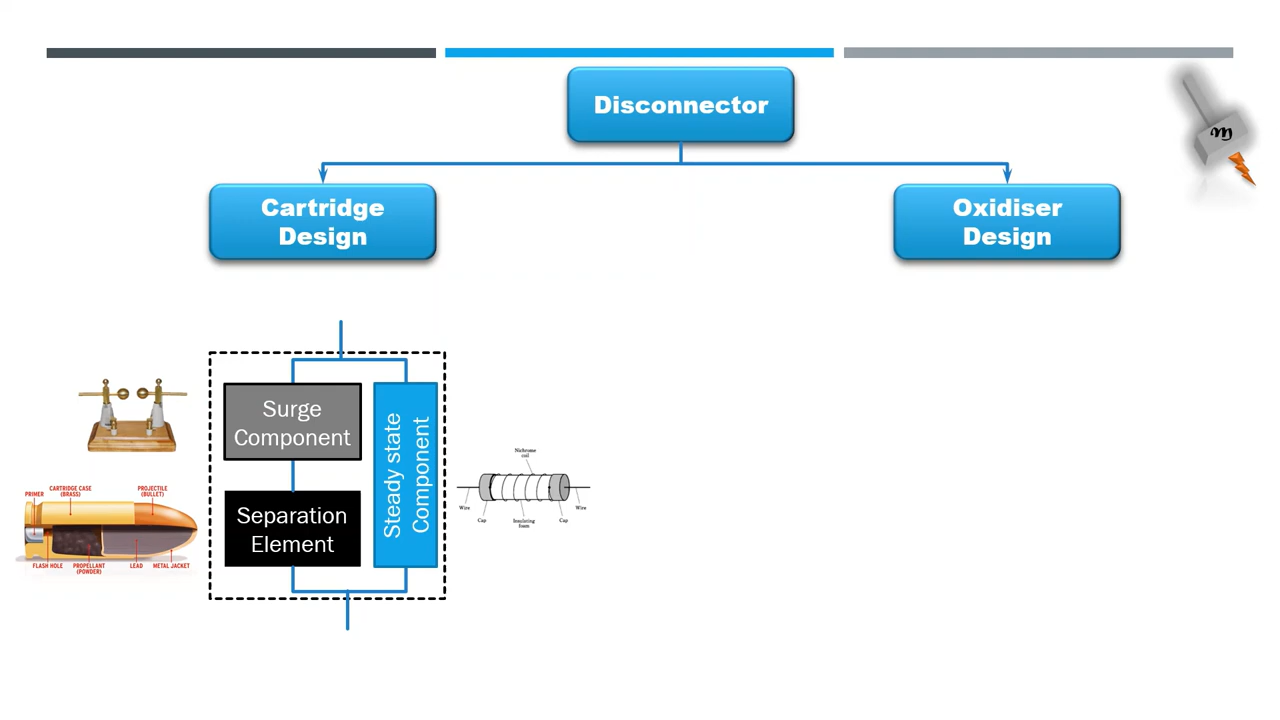 Disconnector
Cartridge
Design
Oxidiser
Design
Surge
Component
Separation
Element
Steady state
Component
PRIMER
CARTRIDGE CASE
(BRASS)
PROJECTILE
(BULLET)
FLASH HOLE
PROPELLANT
(POWDER)
LEAD
METAL JACKET
Nichrome
coil
Wire
Cap
Insulating
foam
Cap
Wire